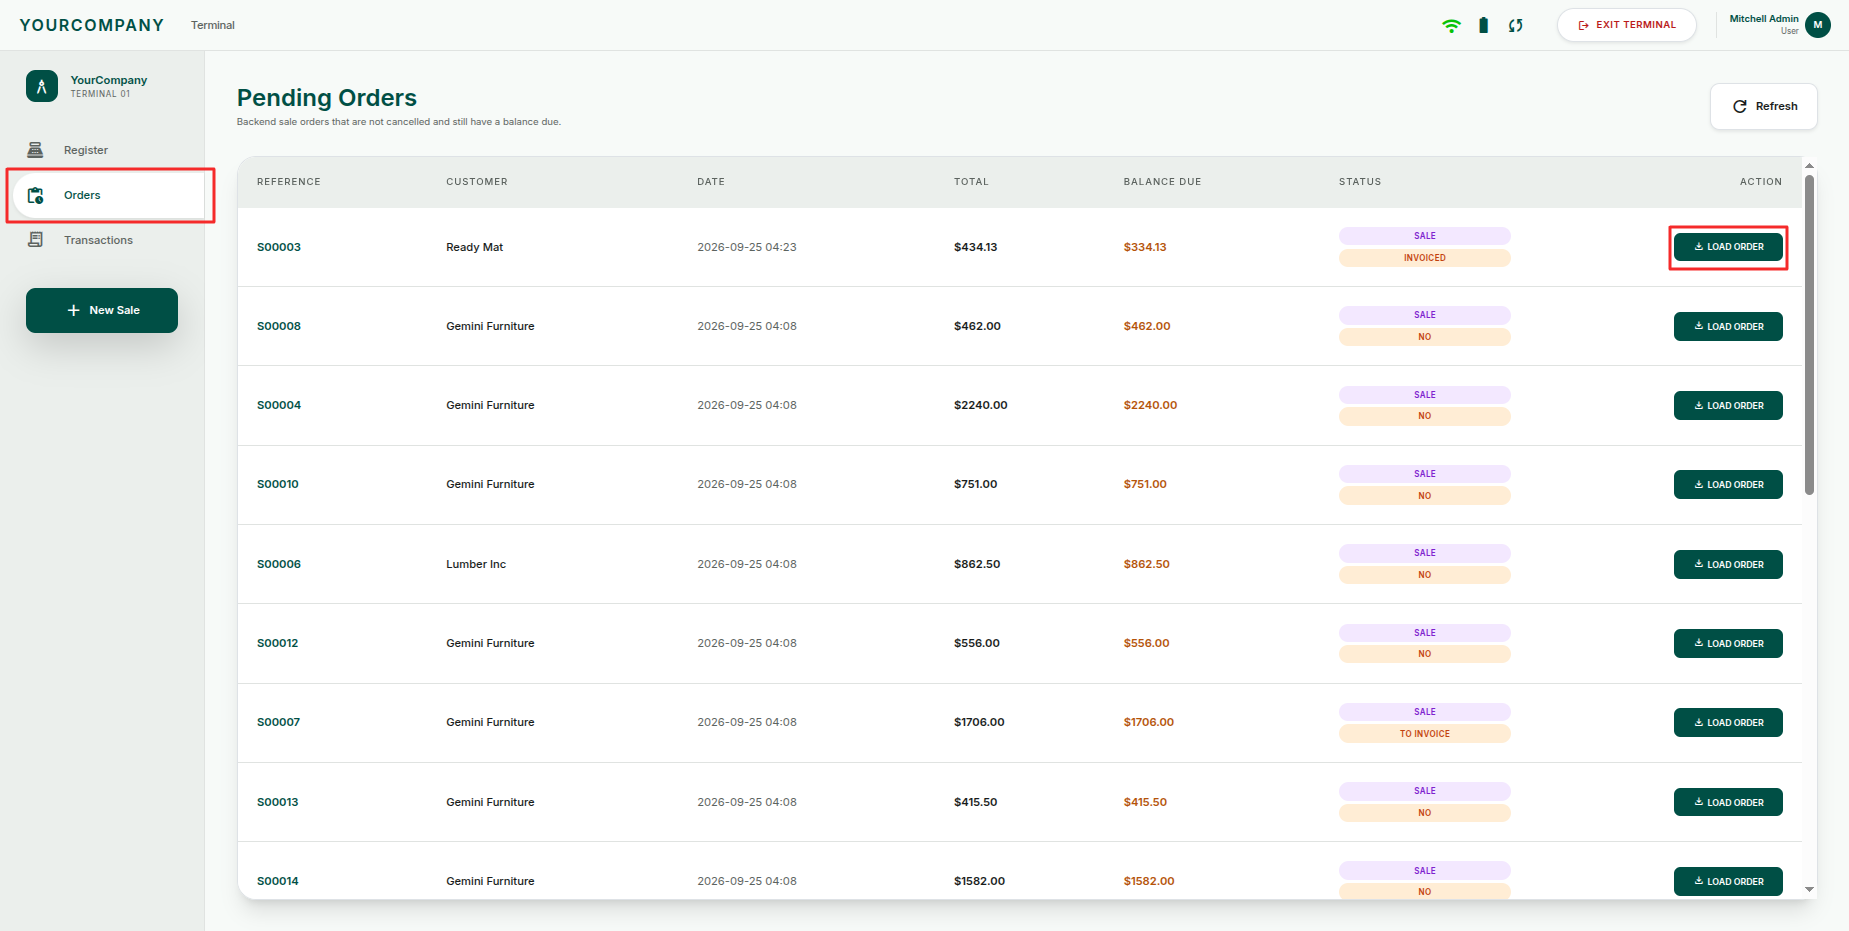 YOURCOMPANY
Terminal
EXIT TERMINAL
Mitchell Admin
User
M
YourCompany
TERMINAL 01
Register
Orders
Transactions
New Sale
Pending Orders
Backend sale orders that are not cancelled and still have a balance due.
Refresh
REFERENCE CUSTOMER DATE TOTAL BALANCE DUE STATUS ACTION
S00003 Ready Mat 2026-09-25 04:23 $434.13 $334.13 SALE INVOICED LOAD ORDER
S00008 Gemini Furniture 2026-09-25 04:08 $462.00 $462.00 SALE NO LOAD ORDER
S00004 Gemini Furniture 2026-09-25 04:08 $2240.00 $2240.00 SALE NO LOAD ORDER
S00010 Gemini Furniture 2026-09-25 04:08 $751.00 $751.00 SALE NO LOAD ORDER
S00006 Lumber Inc 2026-09-25 04:08 $862.50 $862.50 SALE NO LOAD ORDER
S00012 Gemini Furniture 2026-09-25 04:08 $556.00 $556.00 SALE NO LOAD ORDER
S00007 Gemini Furniture 2026-09-25 04:08 $1706.00 $1706.00 SALE TO INVOICE LOAD ORDER
S00013 Gemini Furniture 2026-09-25 04:08 $415.50 $415.50 SALE NO LOAD ORDER
S00014 Gemini Furniture 2026-09-25 04:08 $1582.00 $1582.00 SALE NO LOAD ORDER